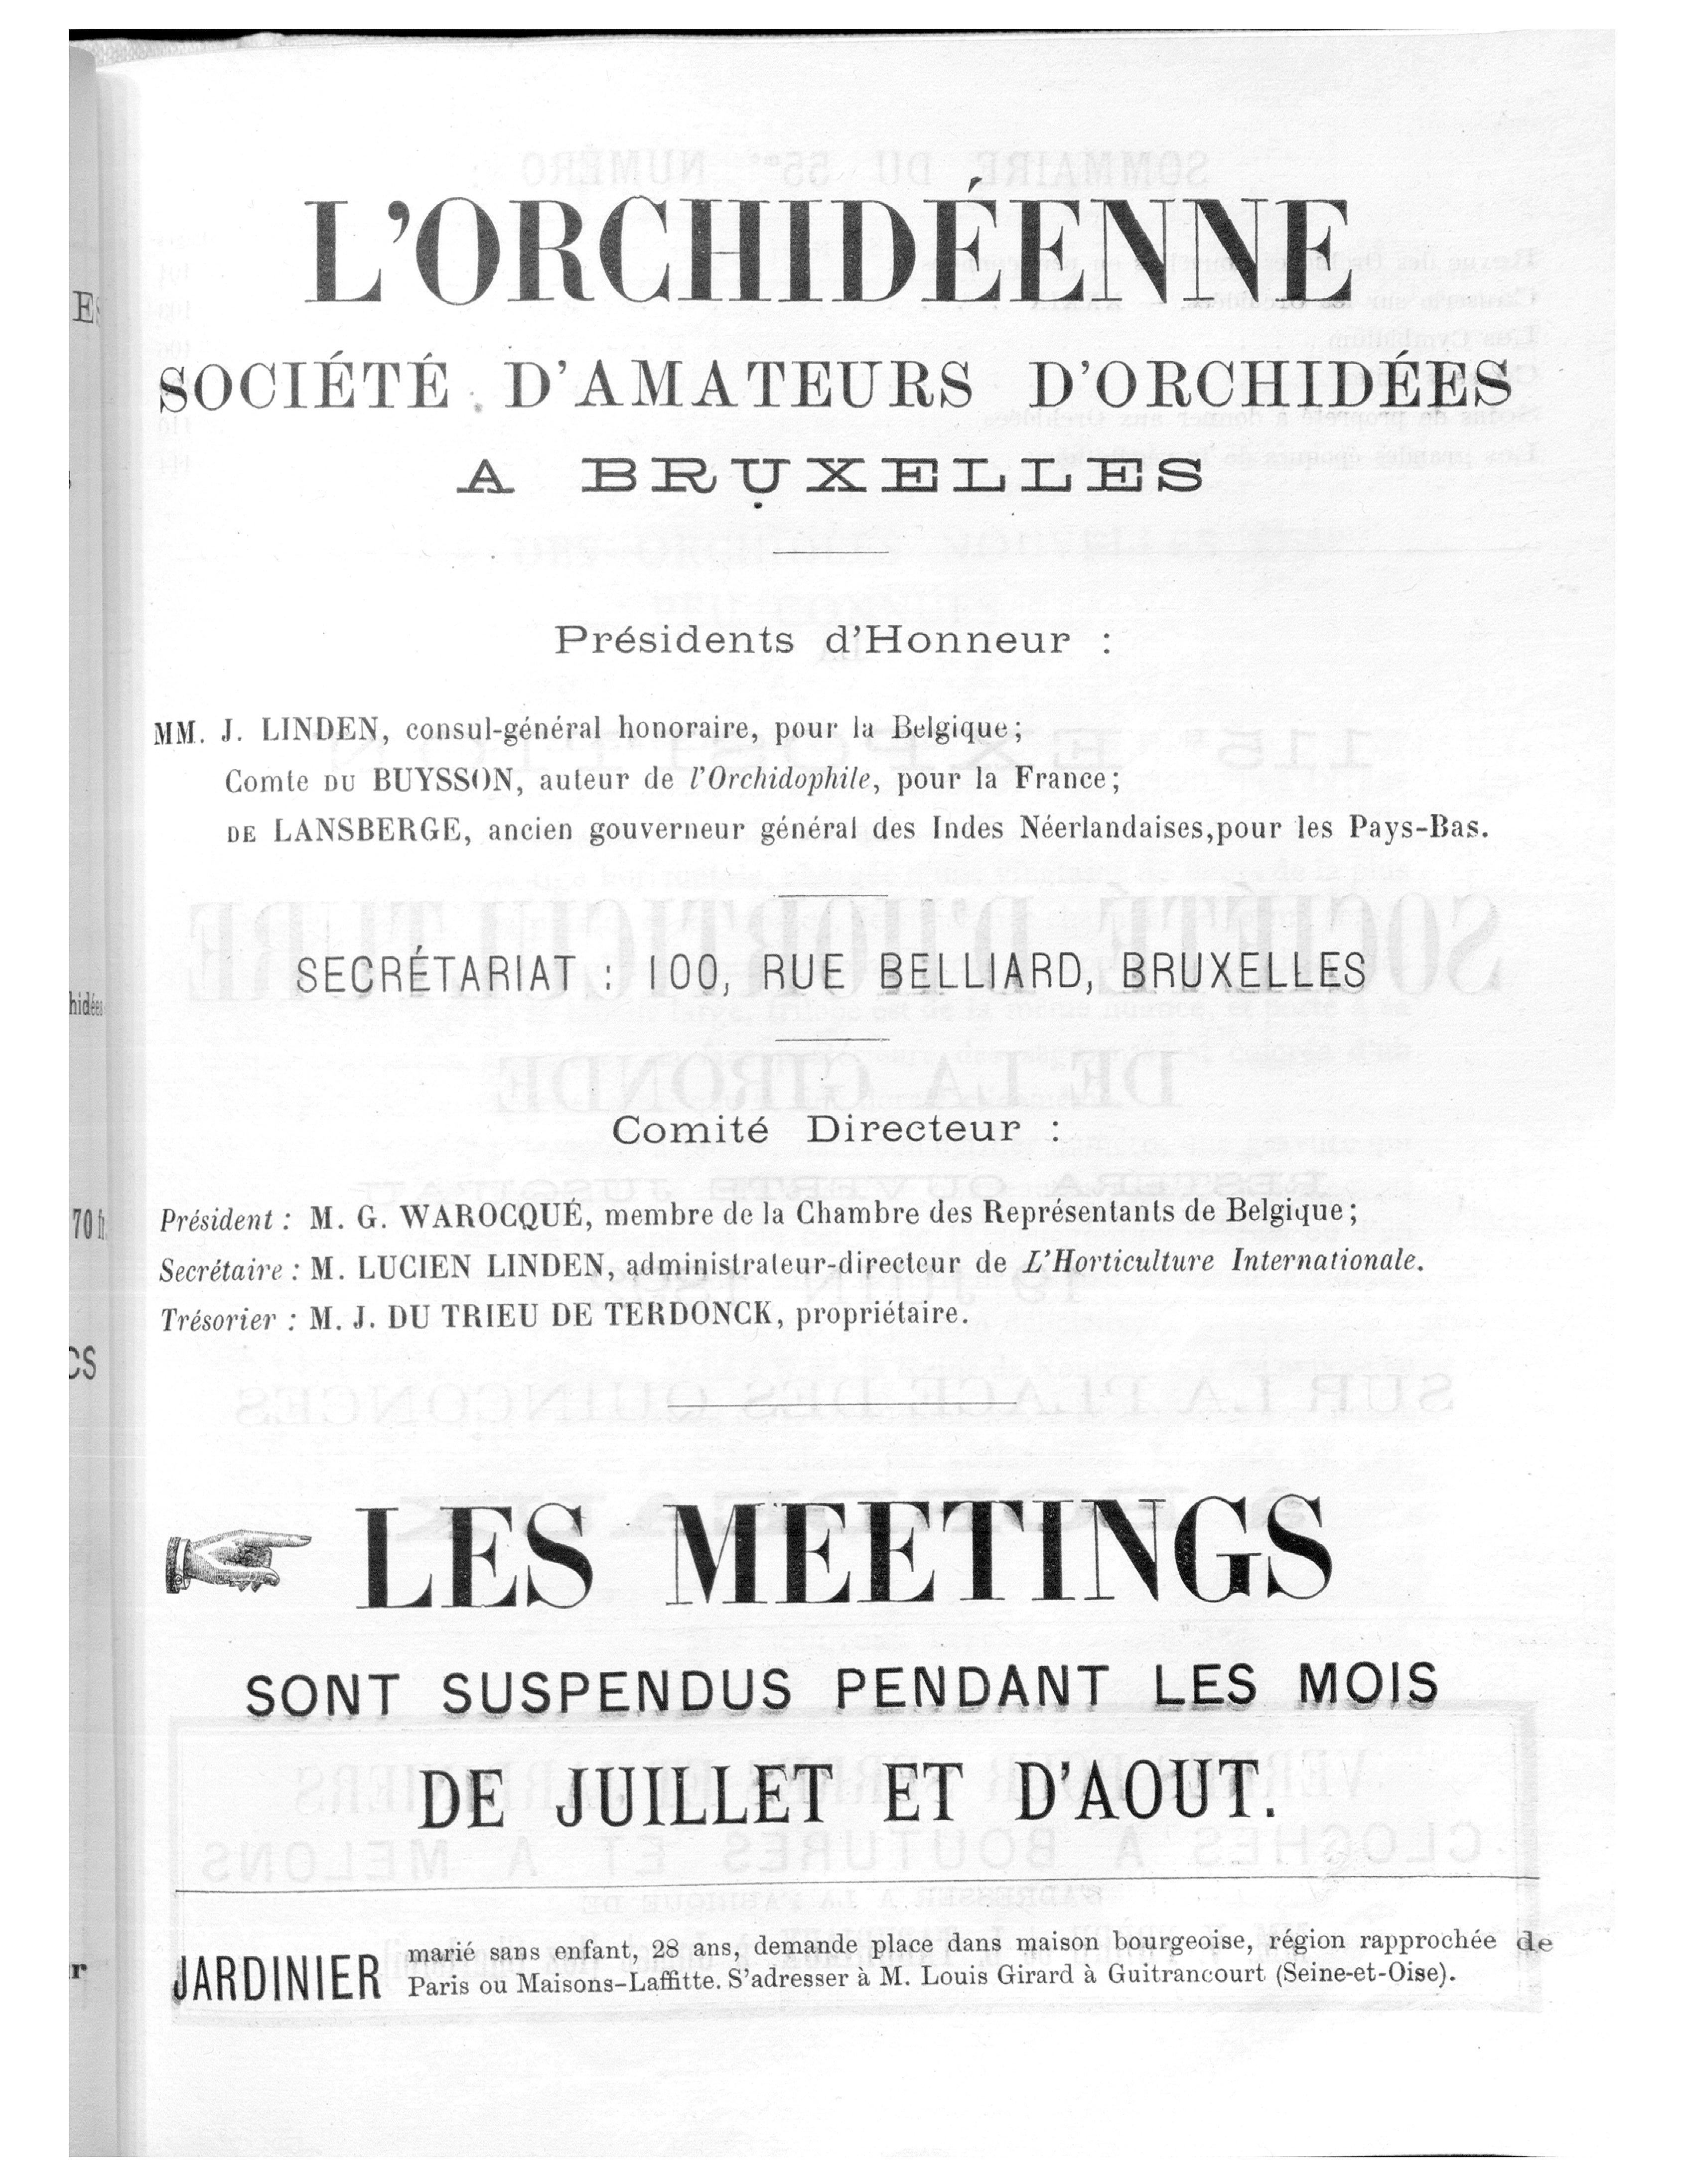 L'ORCHIDÉENNE
SOCIÉTÉ D'AMATEURS D'ORCHIDÉES
A BRUXELLES
Présidents d'Honneur :
MM. J. LINDEN, consul-général honoraire, pour la Belgique;
Comte DU BUYSSON, auteur de l'Orchidophile, pour la France;
DE LANSBERGE, ancien gouverneur général des Indes Néerlandaises,pour les Pays-Bas.
SECRÉTARIAT : 100, RUE BELLIARD, BRUXELLES
Comité Directeur :
Président : M. G. WAROCQUÉ, membre de la Chambre des Représentants de Belgique;
Secrétaire : M. LUCIEN LINDEN, administrateur-directeur de L'Horticulture Internationale.
Trésorier : M. J. DU TRIEU DE TERDONCK, propriétaire.
LES MEETINGS
SONT SUSPENDUS PENDANT LES MOIS
DE JUILLET ET D'AOUT.
JARDINIER marié sans enfant, 28 ans, demande place dans maison bourgeoise, région rapprochée de
Paris ou Maisons-Laffitte. S'adresser à M. Louis Girard à Guitrancourt (Seine-et-Oise).